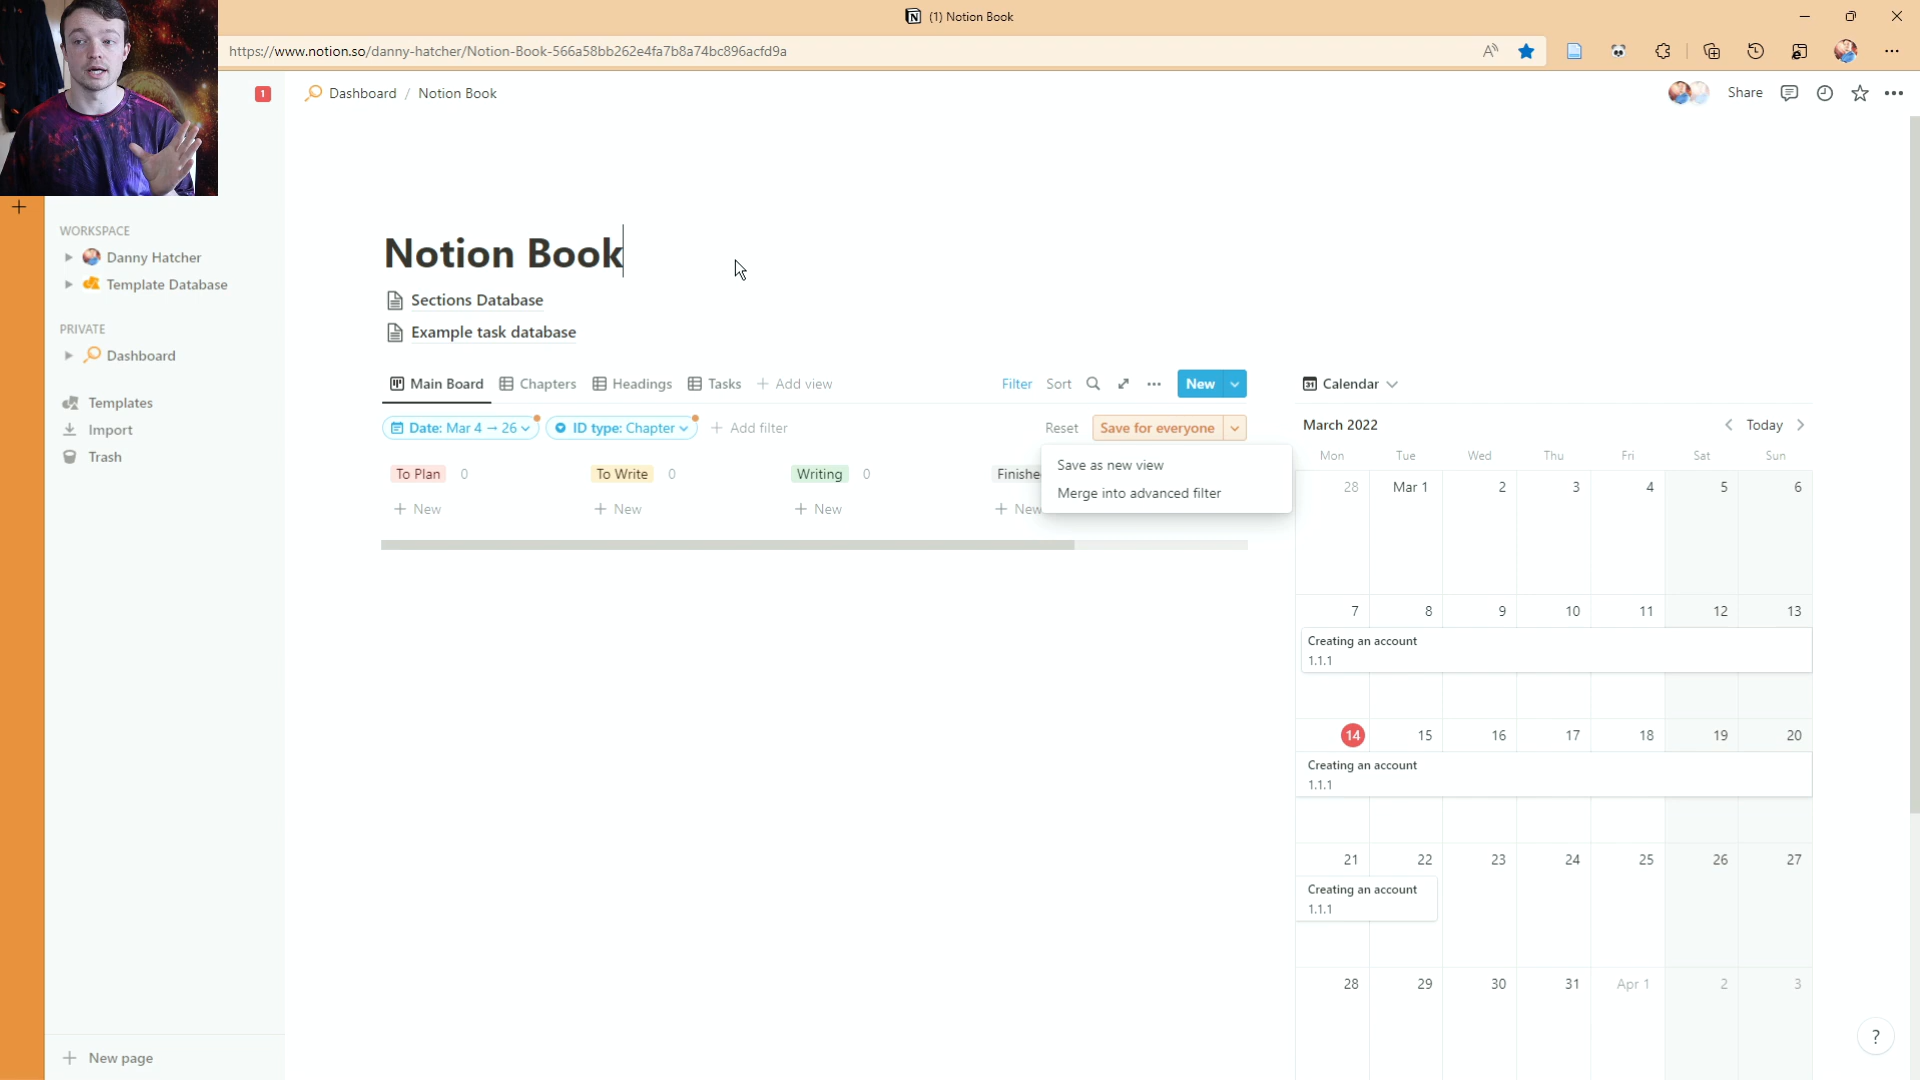 (1) Notion Book
https://www.notion.so/danny-hatcher/Notion-Book-566a58bb262e4fa7b8a74bc896acfd9a
1
Dashboard / Notion Book
Share
WORKSPACE
Danny Hatcher
Template Database
PRIVATE
Dashboard
Templates
Import
Trash
New page
Notion Book
Sections Database
Example task database
Main Board
Chapters
Headings
Tasks
Add view
Filter
Sort
New
Date: Mar 4 → 26
ID type: Chapter
Add filter
Reset
Save for everyone
Save as new view
Merge into advanced filter
To Plan 0
To Write 0
Writing 0
Finishe
New
New
New
New
Calendar
March 2022
Today
Mon Tue Wed Thu Fri Sat Sun
28 Mar 1 2 3 4 5 6
7 8 9 10 11 12 13
Creating an account
1.1.1
14 15 16 17 18 19 20
Creating an account
1.1.1
21 22 23 24 25 26 27
Creating an account
1.1.1
28 29 30 31 Apr 1 2 3
?